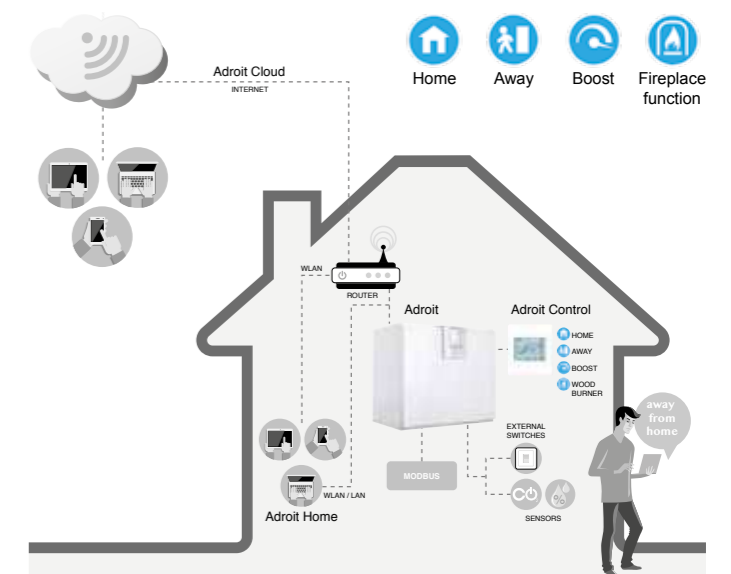 Adroit Cloud
INTERNET
Home
Away
Boost
Fireplace
function
WLAN
ROUTER
Adroit
Adroit Control
HOME
AWAY
BOOST
WOOD
BURNER
away
from
home
EXTERNAL
SWITCHES
MODBUS
WLAN / LAN
SENSORS
Adroit Home